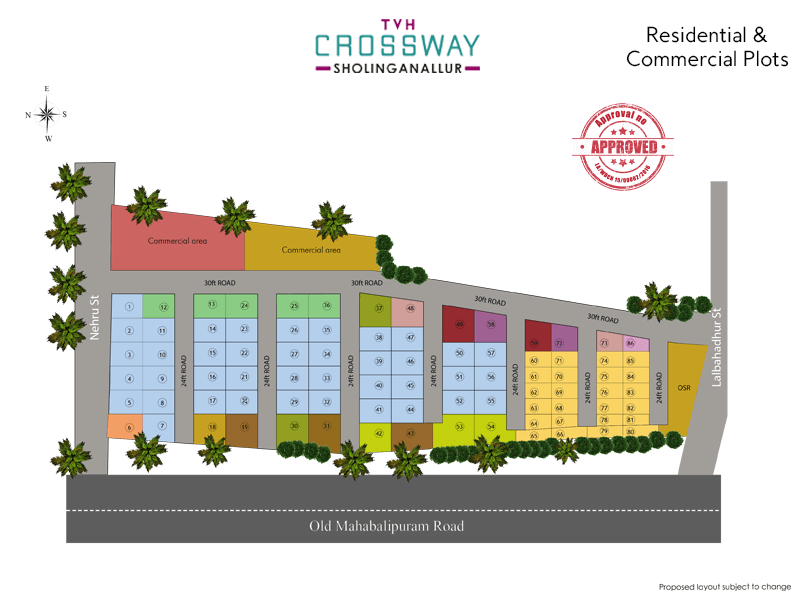 TVH
CROSSWAY
SHOLINGANALLUR
Residential &
Commercial Plots
E
N
S
W
Approval no
APPROVED
Commercial area
Commercial area
30ft ROAD
30ft ROAD
30ft ROAD
30ft ROAD
Nehru St
Lalbahadhur St
24ft ROAD
24ft ROAD
24ft ROAD
24ft ROAD
24ft ROAD
24ft ROAD
24ft ROAD
OSR
1 12
2 11
3 10
4 9
5 8
6 7
13 24
14 23
15 22
16 21
17 20
18 19
25 36
26 35
27 34
28 33
29 32
30 31
37 48
38 47
39 46
40 45
41 44
42 43
49 58
50 57
51 56
52 55
53 54
59 72
60 71
61 70
62 69
63 68
64 67
65 66
73 86
74 85
75 84
76 83
77 82
78 81
79 80
Old Mahabalipuram Road
Proposed layout subject to change